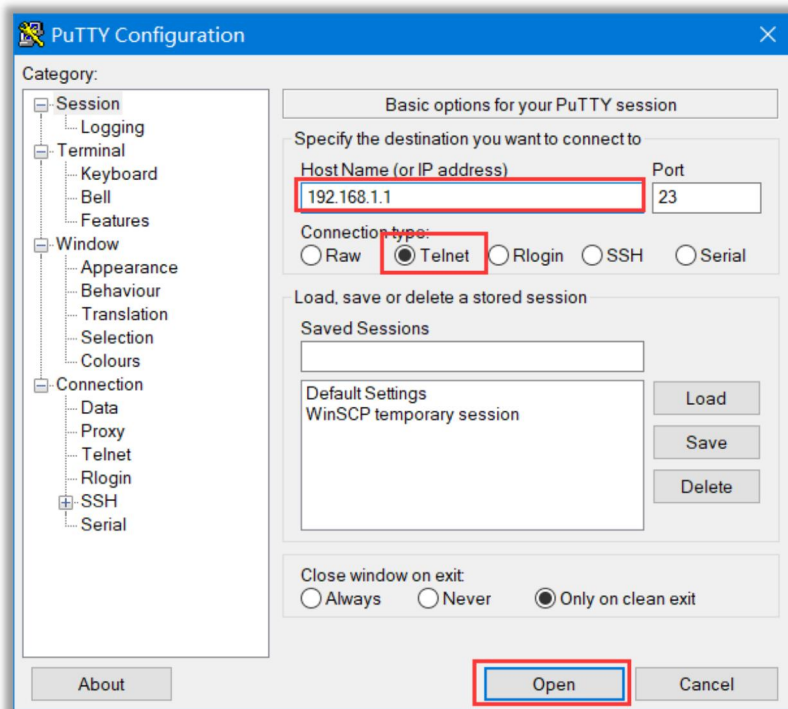 PuTTY Configuration
Category:
Session
Logging
Terminal
Keyboard
Bell
Features
Window
Appearance
Behaviour
Translation
Selection
Colours
Connection
Data
Proxy
Telnet
Rlogin
SSH
Serial
Basic options for your PuTTY session
Specify the destination you want to connect to
Host Name (or IP address) Port
192.168.1.1 23
Connection type:
Raw Telnet Rlogin SSH Serial
Load, save or delete a stored session
Saved Sessions
Default Settings
WinSCP temporary session
Load
Save
Delete
Close window on exit:
Always Never Only on clean exit
About Open Cancel